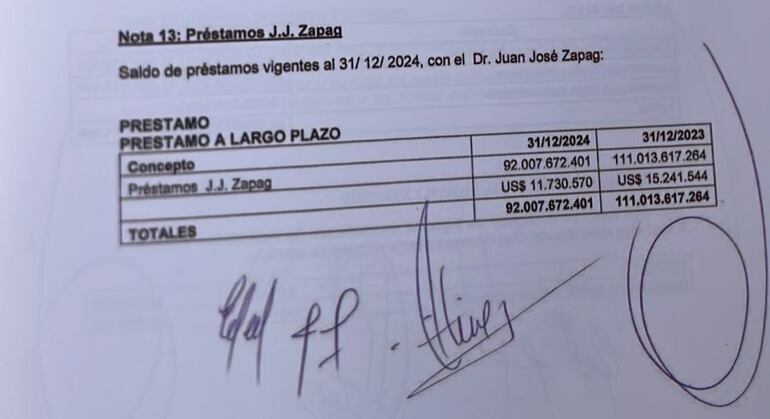 Nota 13: Préstamos J.J. Zapag
Saldo de préstamos vigentes al 31/ 12/ 2024, con el Dr. Juan José Zapag:
PRESTAMO
PRESTAMO A LARGO PLAZO
Concepto 31/12/2024 31/12/2023
Préstamos J.J. Zapag 92.007.672.401 111.013.617.264
US$ 11.730.570 US$ 15.241.544
TOTALES 92.007.672.401 111.013.617.264